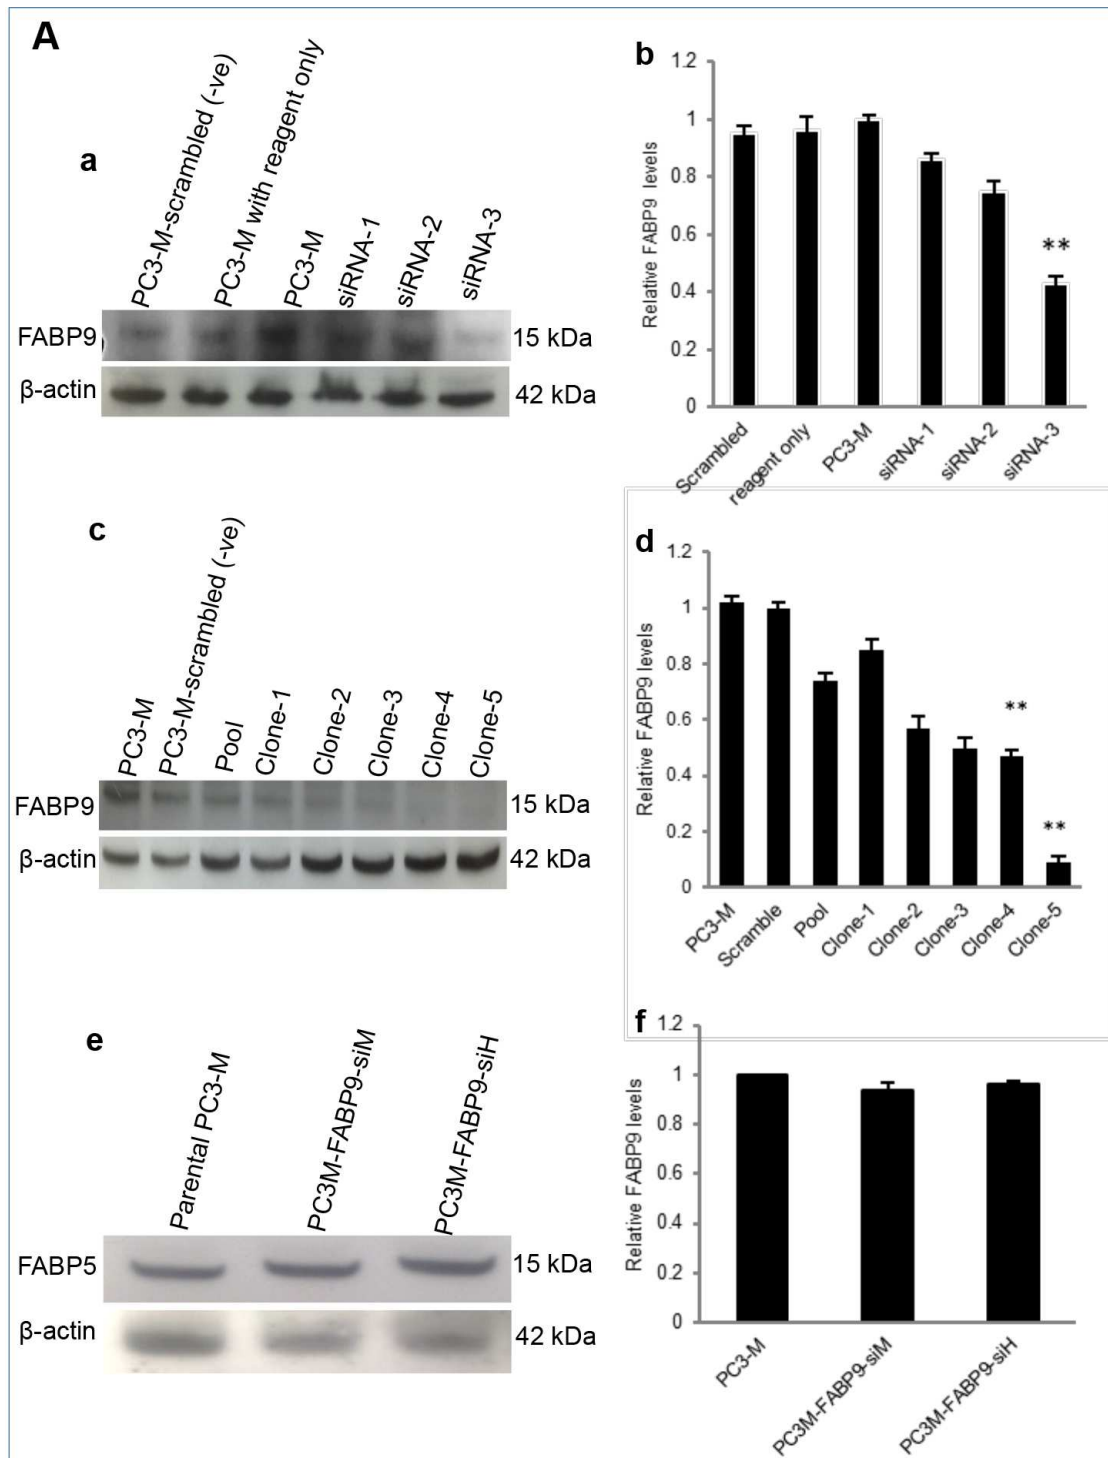 A
a
PC3-M-scrambled (-ve)
PC3-M with reagent only
PC3-M
siRNA-1
siRNA-2
siRNA-3
FABP9
15 kDa
β-actin
42 kDa
b
Relative FABP9 levels
1.2
1
0.8
0.6
0.4
0.2
0
**
Scrambled
reagent only
PC3-M
siRNA-1
siRNA-2
siRNA-3
c
PC3-M
PC3-M-scrambled (-ve)
Pool
Clone-1
Clone-2
Clone-3
Clone-4
Clone-5
FABP9
15 kDa
β-actin
42 kDa
d
Relative FABP9 levels
1.2
1
0.8
0.6
0.4
0.2
0
**
**
PC3-M
Scramble
Pool
Clone-1
Clone-2
Clone-3
Clone-4
Clone-5
e
Parental PC3-M
PC3M-FABP9-siM
PC3M-FABP9-siH
FABP5
15 kDa
β-actin
42 kDa
f
Relative FABP9 levels
1.2
1
0.8
0.6
0.4
0.2
0
PC3-M
PC3M-FABP9-siM
PC3M-FABP9-siH